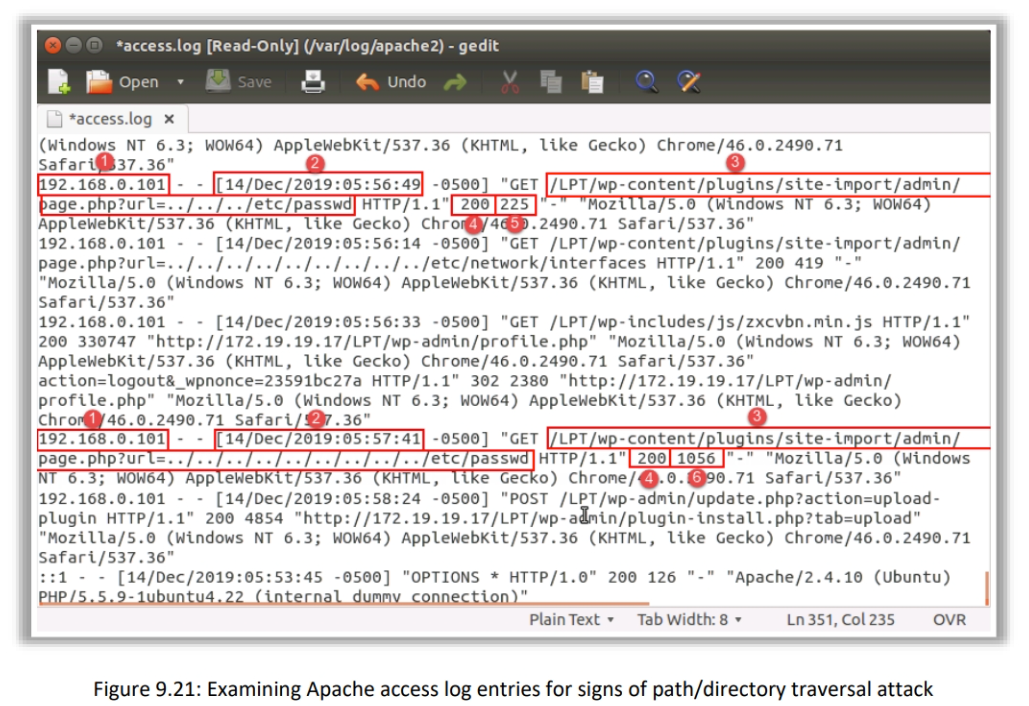 *access.log [Read-Only] (/var/log/apache2) - gedit
Open Save Undo
*access.log ×
(Windows NT 6.3; WOW64) AppleWebKit/537.36 (KHTML, like Gecko) Chrome/46.0.2490.71
Safari/537.36"
1 2 3
192.168.0.101 - - [14/Dec/2019:05:56:49 -0500] "GET /LPT/wp-content/plugins/site-import/admin/
page.php?url=../../../etc/passwd HTTP/1.1" 200 225 "-" "Mozilla/5.0 (Windows NT 6.3; WOW64)
AppleWebKit/537.36 (KHTML, like Gecko) Chrom 0.2490.71 Safari/537.36"
4 5
192.168.0.101 - - [14/Dec/2019:05:56:14 -0500] "GET /LPT/wp-content/plugins/site-import/admin/
page.php?url=../../../../../../../../etc/network/interfaces HTTP/1.1" 200 419 "-"
"Mozilla/5.0 (Windows NT 6.3; WOW64) AppleWebKit/537.36 (KHTML, like Gecko) Chrome/46.0.2490.71
Safari/537.36"
192.168.0.101 - - [14/Dec/2019:05:56:33 -0500] "GET /LPT/wp-includes/js/zxcvbn.min.js HTTP/1.1"
200 330747 "http://172.19.19.17/LPT/wp-admin/profile.php" "Mozilla/5.0 (Windows NT 6.3; WOW64)
AppleWebKit/537.36 (KHTML, like Gecko) Chrome/46.0.2490.71 Safari/537.36"
action=logout&_wpnonce=23591bc27a HTTP/1.1" 302 2380 "http://172.19.19.17/LPT/wp-admin/
profile.php" "Mozilla/5.0 (Windows NT 6.3; WOW64) AppleWebKit/537.36 (KHTML, like Gecko)
Chrom /46.0.2490.71 Safari/5 7.36"
1 2 3
192.168.0.101 - - [14/Dec/2019:05:57:41 -0500] "GET /LPT/wp-content/plugins/site-import/admin/
page.php?url=../../../../../../../../etc/passwd HTTP/1.1" 200 1056 "-" "Mozilla/5.0 (Windows
NT 6.3; WOW64) AppleWebKit/537.36 (KHTML, like Gecko) Chrome/ .0. 90.71 Safari/537.36"
4 6
192.168.0.101 - - [14/Dec/2019:05:58:24 -0500] "POST /LPT/wp-admin/update.php?action=upload-
plugin HTTP/1.1" 200 4854 "http://172.19.19.17/LPT/wp-admin/plugin-install.php?tab=upload"
"Mozilla/5.0 (Windows NT 6.3; WOW64) AppleWebKit/537.36 (KHTML, like Gecko) Chrome/46.0.2490.71
Safari/537.36"
::1 - - [14/Dec/2019:05:53:45 -0500] "OPTIONS * HTTP/1.0" 200 126 "-" "Apache/2.4.10 (Ubuntu)
PHP/5.5.9-1ubuntu4.22 (internal dummy connection)"
Plain Text Tab Width: 8 Ln 351, Col 235 OVR
Figure 9.21: Examining Apache access log entries for signs of path/directory traversal attack